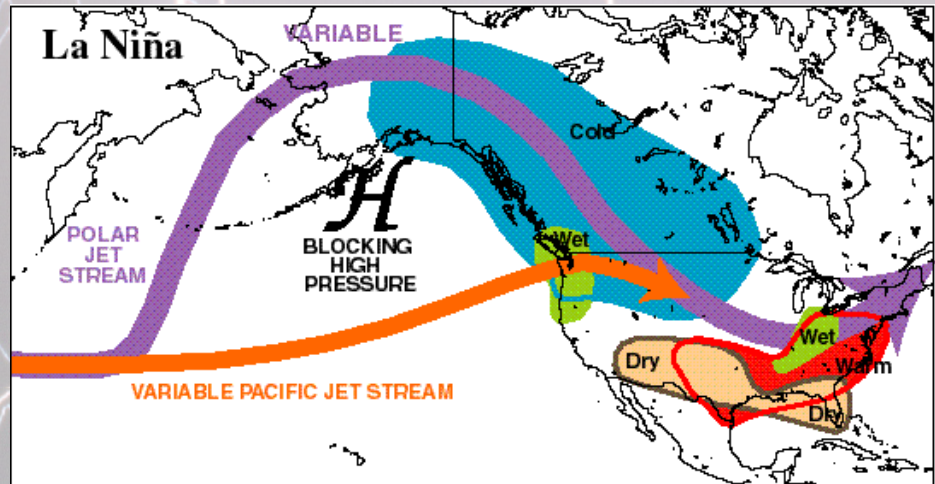 La Niña
VARIABLE
Cold
POLAR
JET
STREAM
H
BLOCKING
HIGH
PRESSURE
Wet
VARIABLE PACIFIC JET STREAM
Dry
Wet
Warm
Dry